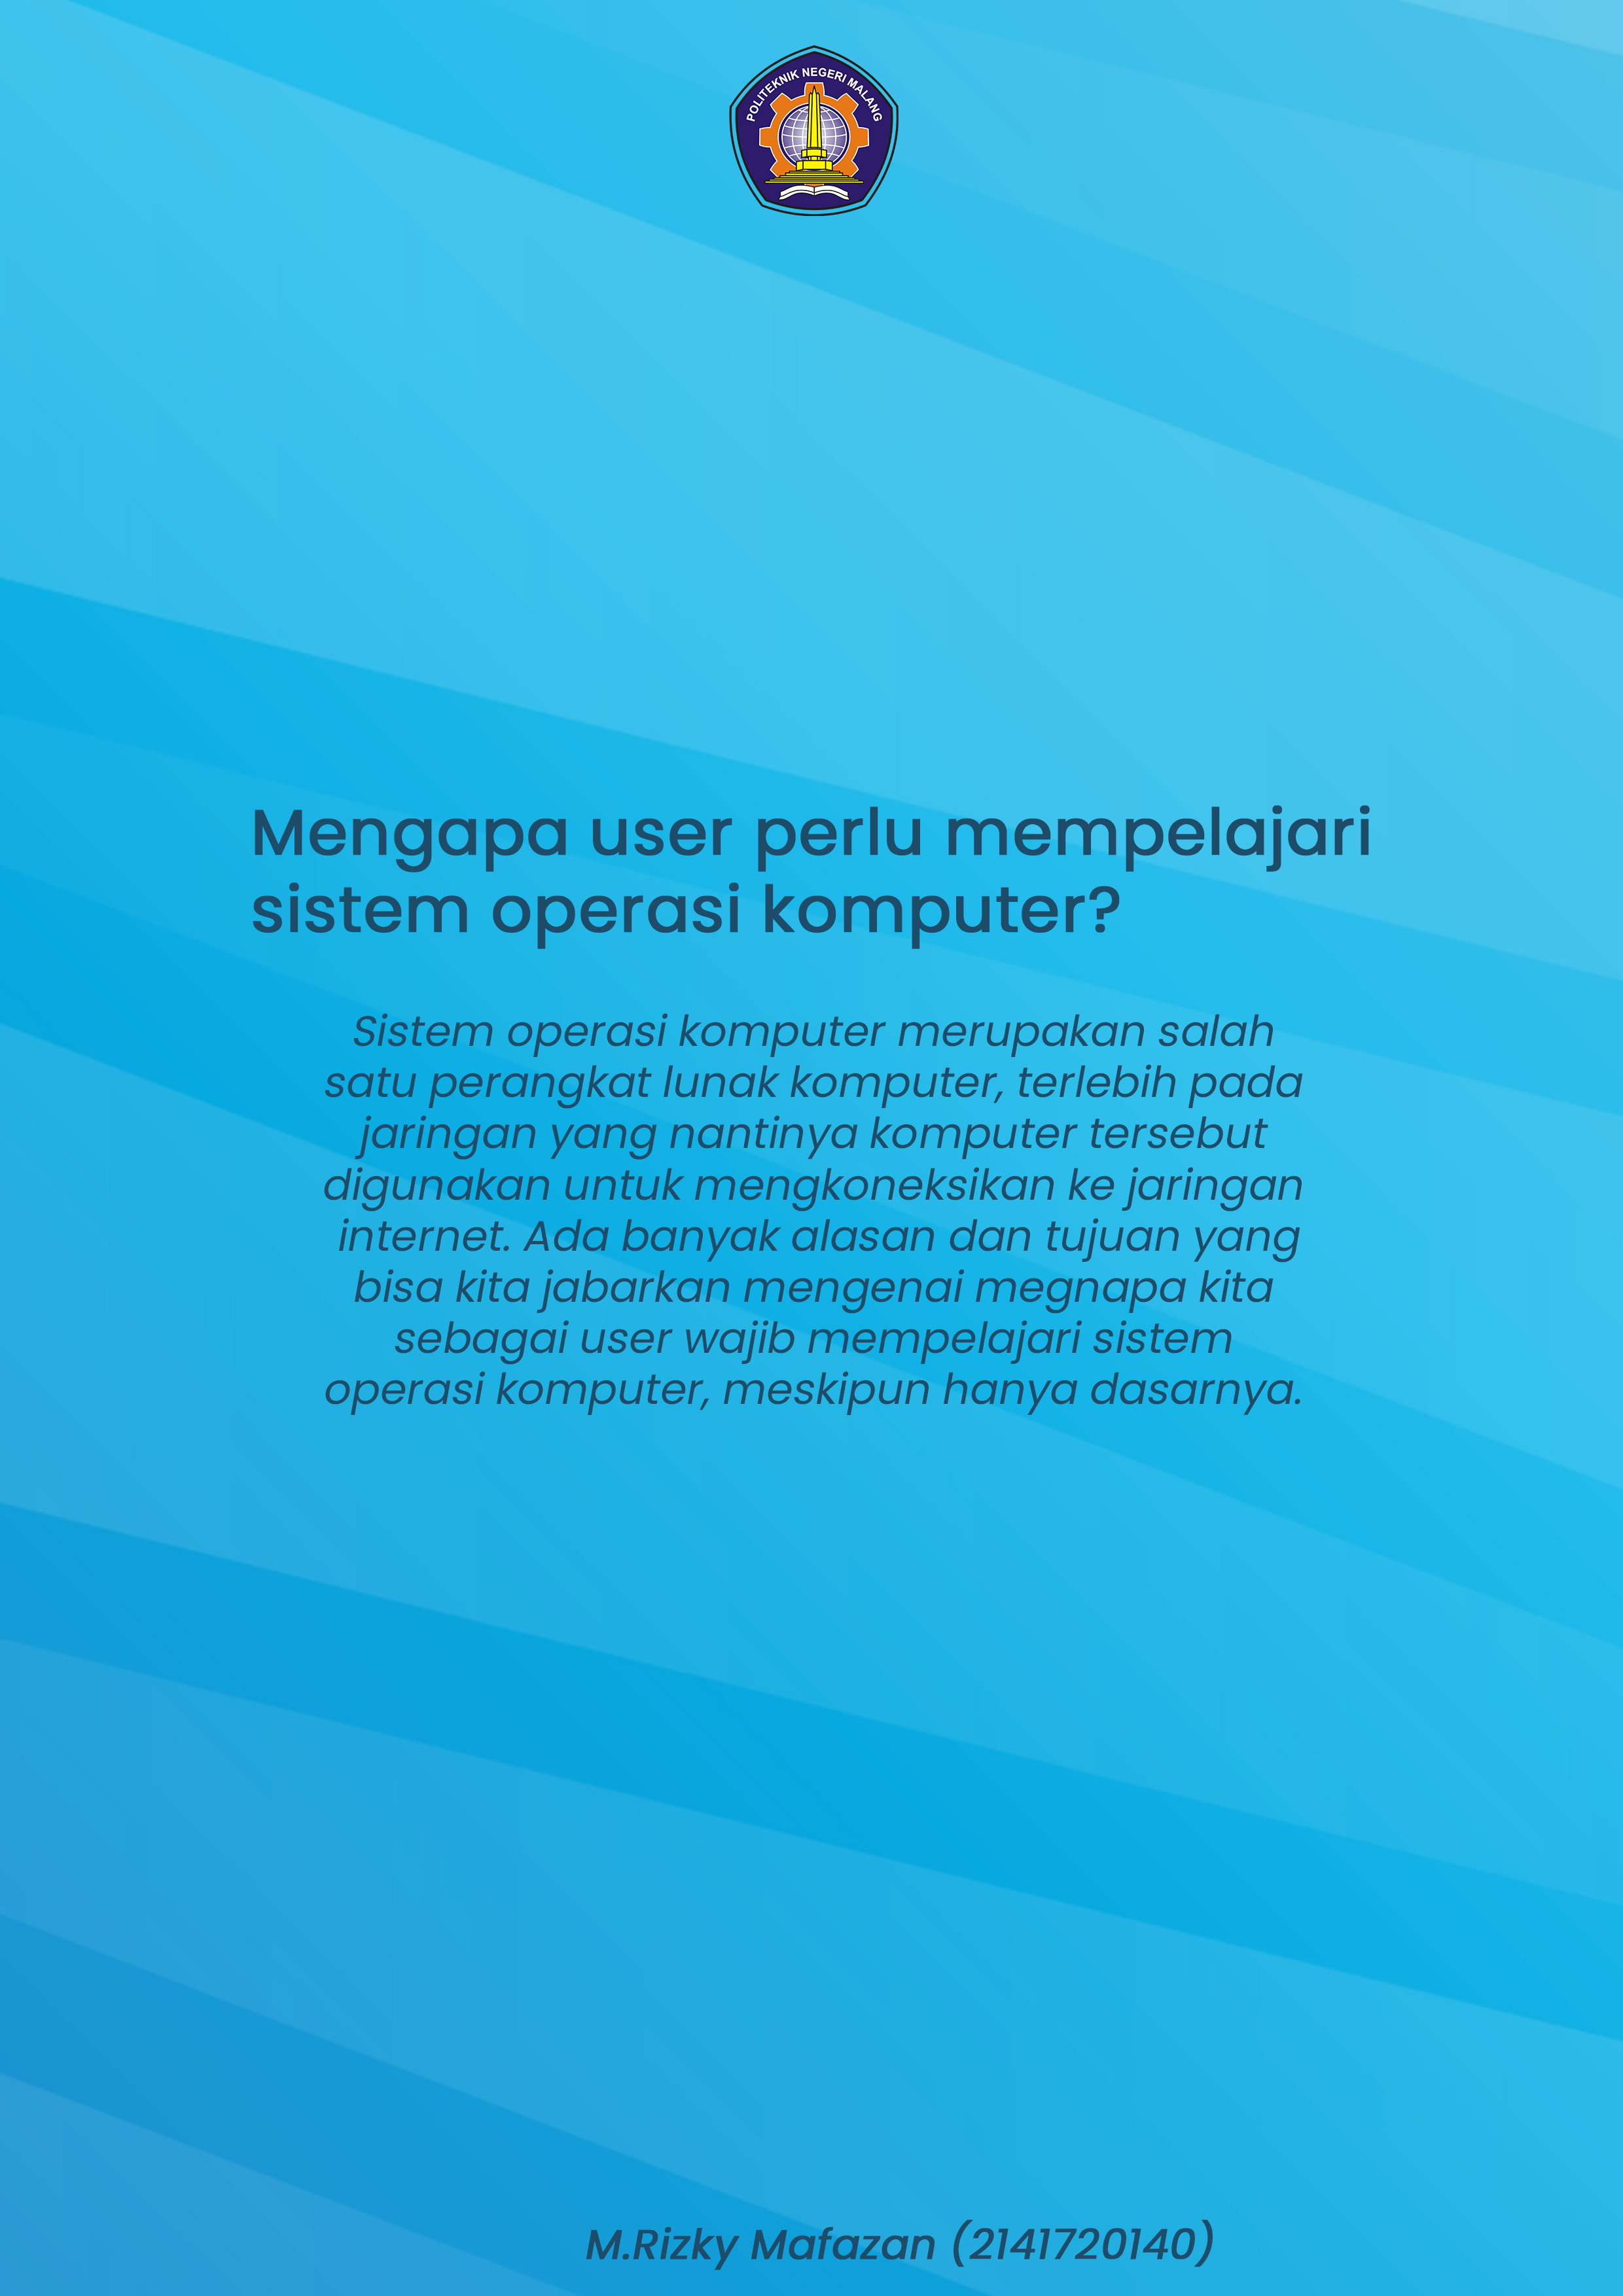 POLITEKNIK NEGERI MALANG
Mengapa user perlu mempelajari
sistem operasi komputer?
Sistem operasi komputer merupakan salah
satu perangkat lunak komputer, terlebih pada
jaringan yang nantinya komputer tersebut
digunakan untuk mengkoneksikan ke jaringan
internet. Ada banyak alasan dan tujuan yang
bisa kita jabarkan mengenai megnapa kita
sebagai user wajib mempelajari sistem
operasi komputer, meskipun hanya dasarnya.
M.Rizky Mafazan (2141720140)